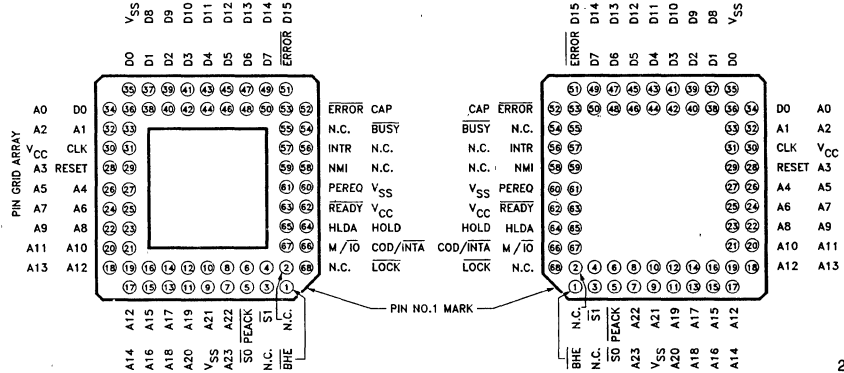 VSS D8 D9 D10 D11 D12 D13 D14 D15 D15 D14 D13 D12 D11 D10 D9 D8 VSS
D0 D1 D2 D3 D4 D5 D6 D7 ERROR ERROR D7 D6 D5 D4 D3 D2 D1 D0
35 37 39 41 43 45 47 49 51 51 49 47 45 43 41 39 37 35
A0 D0 34 36 38 40 42 44 46 48 50 53 52 ERROR CAP CAP ERROR 52 53 50 48 46 44 42 40 38 36 34 D0 A0
A2 A1 32 33 55 54 N.C. BUSY BUSY N.C. 54 55 33 32 A1 A2
VCC CLK 30 31 57 56 INTR N.C. N.C. INTR 56 57 31 30 CLK VCC
A3 RESET 28 29 59 58 NMI N.C. N.C. NMI 58 59 29 28 RESET A3
A5 A4 26 27 61 60 PEREQ VSS VSS PEREQ 60 61 27 26 A4 A5
A7 A6 24 25 63 62 READY VCC VCC READY 62 63 25 24 A6 A7
A9 A8 22 23 65 64 HLDA HOLD HOLD HLDA 64 65 23 22 A8 A9
A11 A10 20 21 67 66 M/IO COD/INTA COD/INTA M/IO 66 67 21 20 A10 A11
A13 A12 18 19 16 14 12 10 8 6 4 2 68 N.C. LOCK LOCK N.C. 68 2 4 6 8 10 12 14 16 19 18 A12 A13
17 15 13 11 9 7 5 3 1 1 3 5 7 9 11 13 15 17
PIN GRID ARRAY
PIN NO.1 MARK
A12 A15 A17 A19 A21 A22 PEACK S1 N.C. N.C. S1 PEACK A22 A21 A19 A17 A15 A12
A14 A16 A18 A20 VSS A23 S0 N.C. BHE BHE N.C. S0 A23 VSS A20 A18 A16 A14
2